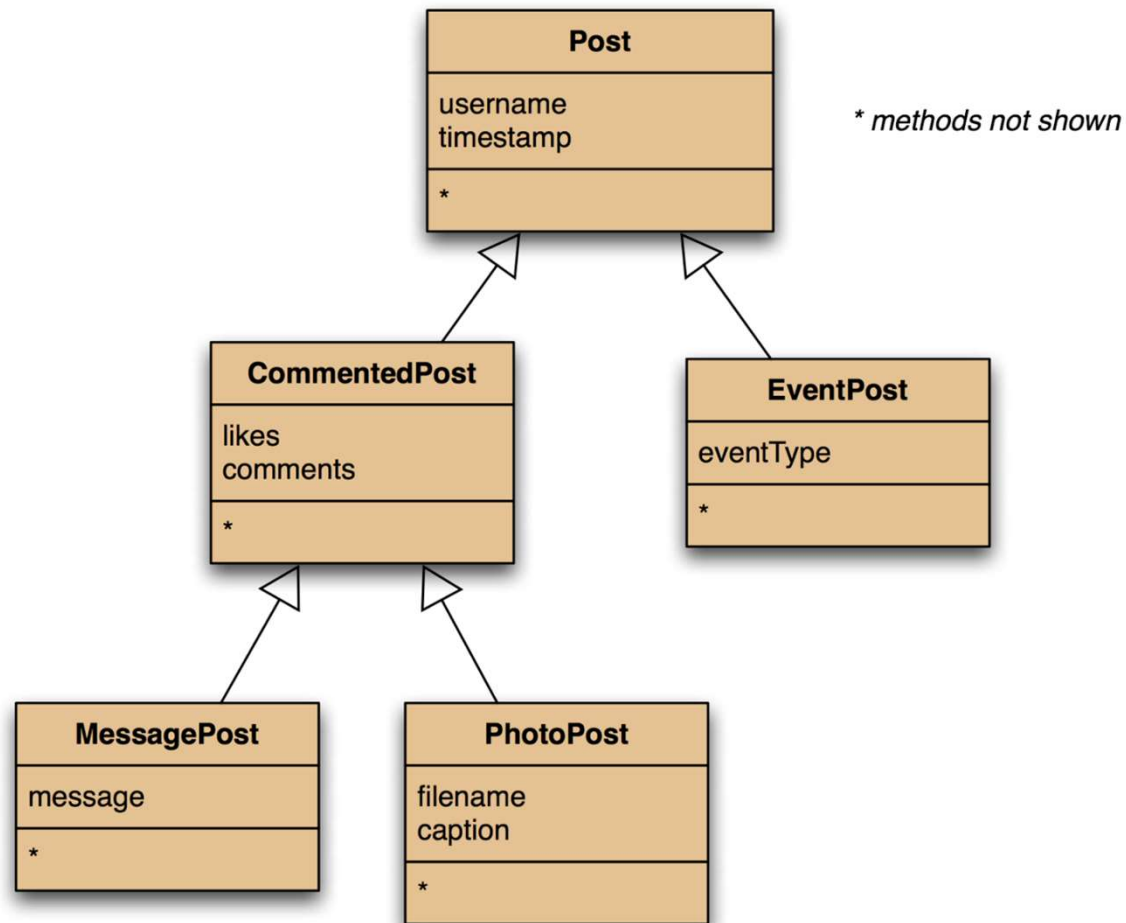 Post
username
timestamp
*
* methods not shown
CommentedPost
likes
comments
*
EventPost
eventType
*
MessagePost
message
*
PhotoPost
filename
caption
*